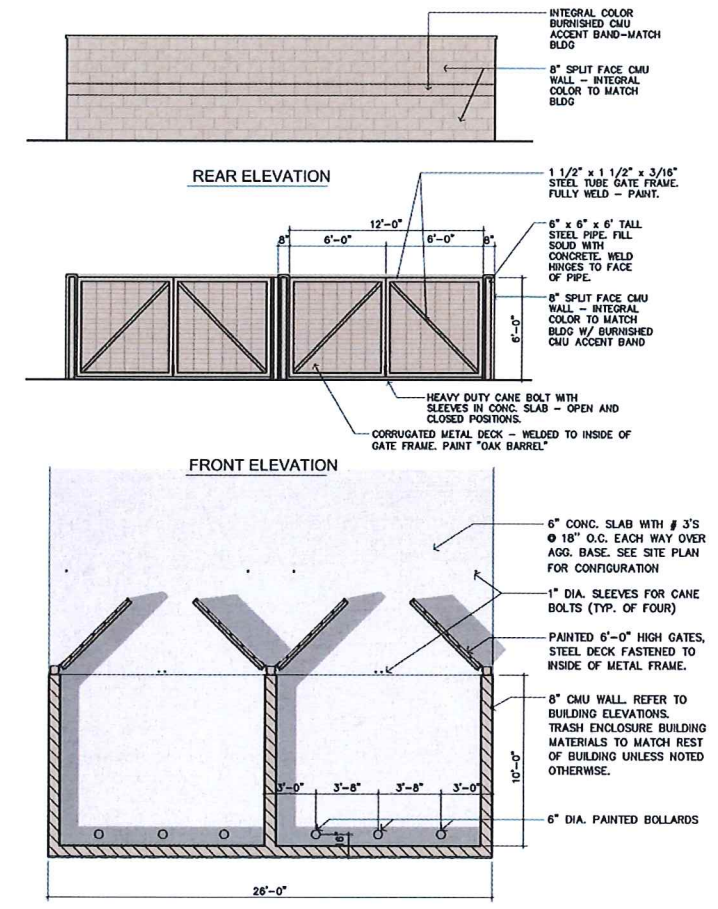 INTEGRAL COLOR
BURNISHED CMU
ACCENT BAND-MATCH
BLDG
8" SPLIT FACE CMU
WALL – INTEGRAL
COLOR TO MATCH
BLDG
REAR ELEVATION
1 1/2" x 1 1/2" x 3/16"
STEEL TUBE GATE FRAME.
FULLY WELD – PAINT.
12'-0"
8" 6'-0" 6'-0" 8"
6" x 6" x 6' TALL
STEEL PIPE. FILL
SOLID WITH
CONCRETE. WELD
HINGES TO FACE
OF PIPE.
8" SPLIT FACE CMU
WALL – INTEGRAL
COLOR TO MATCH
BLDG W/ BURNISHED
CMU ACCENT BAND
6'-0"
HEAVY DUTY CANE BOLT WITH
SLEEVES IN CONC. SLAB – OPEN AND
CLOSED POSITIONS.
CORRUGATED METAL DECK – WELDED TO INSIDE OF
GATE FRAME. PAINT "OAK BARREL"
FRONT ELEVATION
6" CONC. SLAB WITH # 3'S
@ 18" O.C. EACH WAY OVER
AGG. BASE. SEE SITE PLAN
FOR CONFIGURATION
1" DIA. SLEEVES FOR CANE
BOLTS (TYP. OF FOUR)
PAINTED 6'-0" HIGH GATES,
STEEL DECK FASTENED TO
INSIDE OF METAL FRAME.
8" CMU WALL. REFER TO
BUILDING ELEVATIONS.
TRASH ENCLOSURE BUILDING
MATERIALS TO MATCH REST
OF BUILDING UNLESS NOTED
OTHERWISE.
10'-0"
3'-0" 3'-8" 3'-8" 3'-0"
6" DIA. PAINTED BOLLARDS
16"
26'-0"